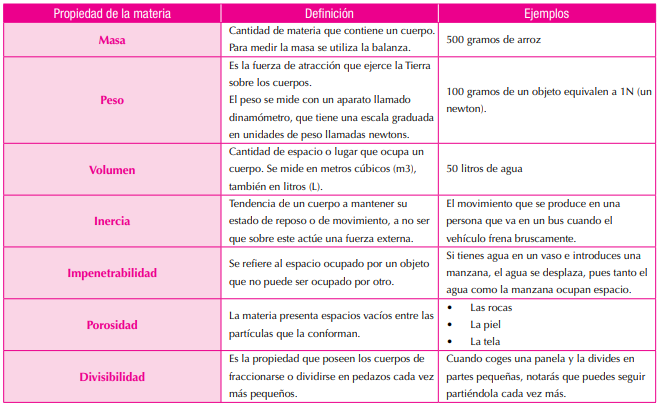 Propiedad de la materia
Definición
Ejemplos
Masa
Cantidad de materia que contiene un cuerpo.
Para medir la masa se utiliza la balanza.
500 gramos de arroz
Peso
Es la fuerza de atracción que ejerce la Tierra
sobre los cuerpos.
El peso se mide con un aparato llamado
dinamómetro, que tiene una escala graduada
en unidades de peso llamadas newtons.
100 gramos de un objeto equivalen a 1N (un
newton).
Volumen
Cantidad de espacio o lugar que ocupa un
cuerpo. Se mide en metros cúbicos (m3),
también en litros (L).
50 litros de agua
Inercia
Tendencia de un cuerpo a mantener su
estado de reposo o de movimiento, a no ser
que sobre este actúe una fuerza externa.
El movimiento que se produce en una
persona que va en un bus cuando el
vehículo frena bruscamente.
Impenetrabilidad
Se refiere al espacio ocupado por un objeto
que no puede ser ocupado por otro.
Si tienes agua en un vaso e introduces una
manzana, el agua se desplaza, pues tanto el
agua como la manzana ocupan espacio.
Porosidad
La materia presenta espacios vacíos entre las
partículas que la conforman.
• Las rocas
• La piel
• La tela
Divisibilidad
Es la propiedad que poseen los cuerpos de
fraccionarse o dividirse en pedazos cada vez
más pequeños.
Cuando coges una panela y la divides en
partes pequeñas, notarás que puedes seguir
partiéndola cada vez más.